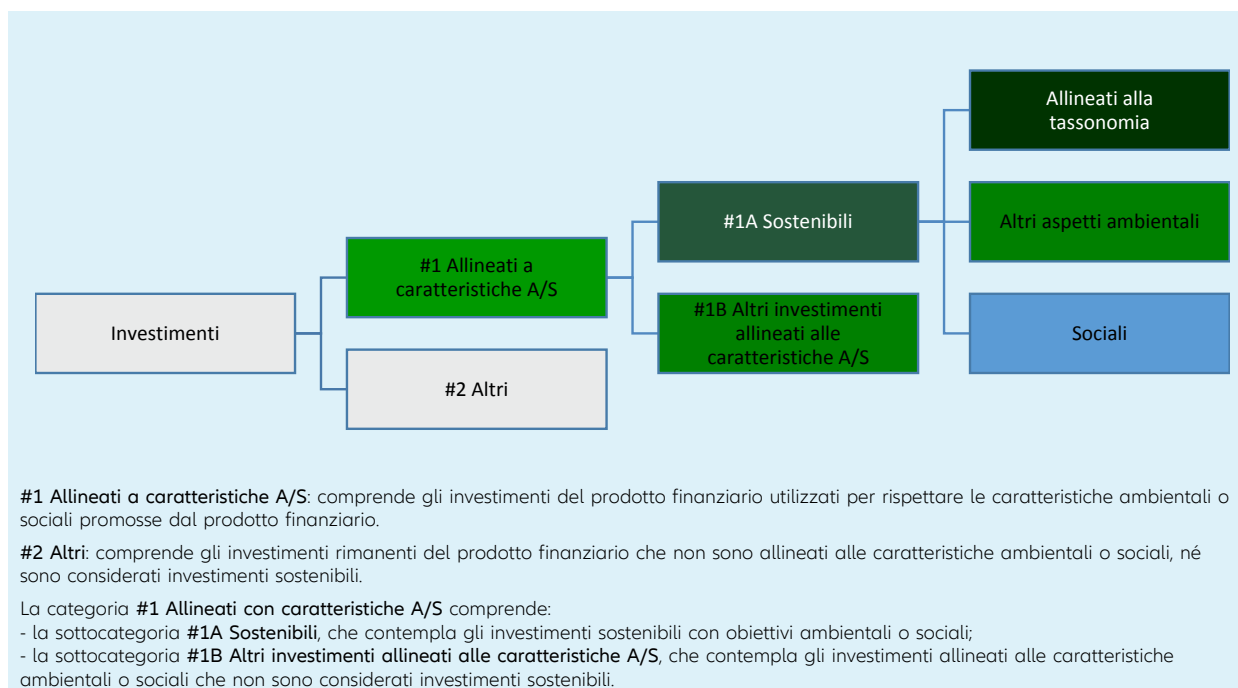 Allineati alla
tassonomia
#1A Sostenibili
Altri aspetti ambientali
#1 Allineati a
caratteristiche A/S
#1B Altri investimenti
allineati alle
caratteristiche A/S
Investimenti
Sociali
#2 Altri
#1 Allineati a caratteristiche A/S: comprende gli investimenti del prodotto finanziario utilizzati per rispettare le caratteristiche ambientali o
sociali promosse dal prodotto finanziario.
#2 Altri: comprende gli investimenti rimanenti del prodotto finanziario che non sono allineati alle caratteristiche ambientali o sociali, né
sono considerati investimenti sostenibili.
La categoria #1 Allineati con caratteristiche A/S comprende:
- la sottocategoria #1A Sostenibili, che contempla gli investimenti sostenibili con obiettivi ambientali o sociali;
- la sottocategoria #1B Altri investimenti allineati alle caratteristiche A/S, che contempla gli investimenti allineati alle caratteristiche
ambientali o sociali che non sono considerati investimenti sostenibili.